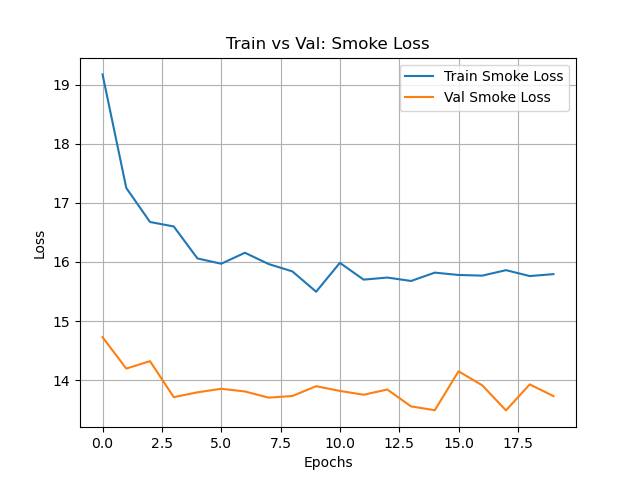 Train vs Val: Smoke Loss
Train Smoke Loss
Val Smoke Loss
Loss
19
18
17
16
15
14
0.0 2.5 5.0 7.5 10.0 12.5 15.0 17.5
Epochs